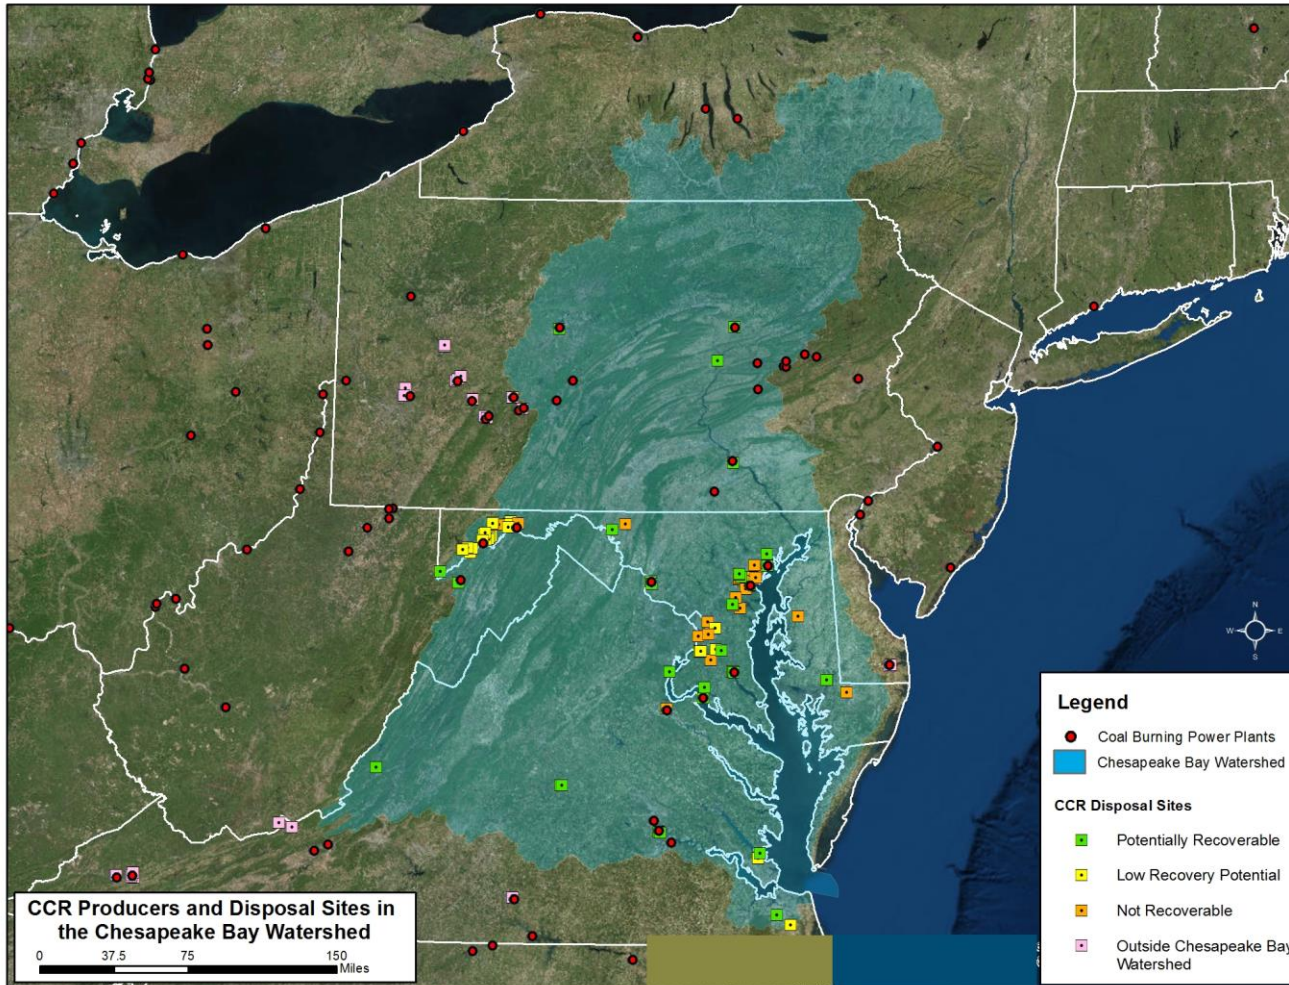 N
W
E
S
Legend
Coal Burning Power Plants
Chesapeake Bay Watershed
CCR Disposal Sites
Potentially Recoverable
Low Recovery Potential
Not Recoverable
Outside Chesapeake Bay
Watershed
CCR Producers and Disposal Sites in
the Chesapeake Bay Watershed
0 37.5 75 150
Miles